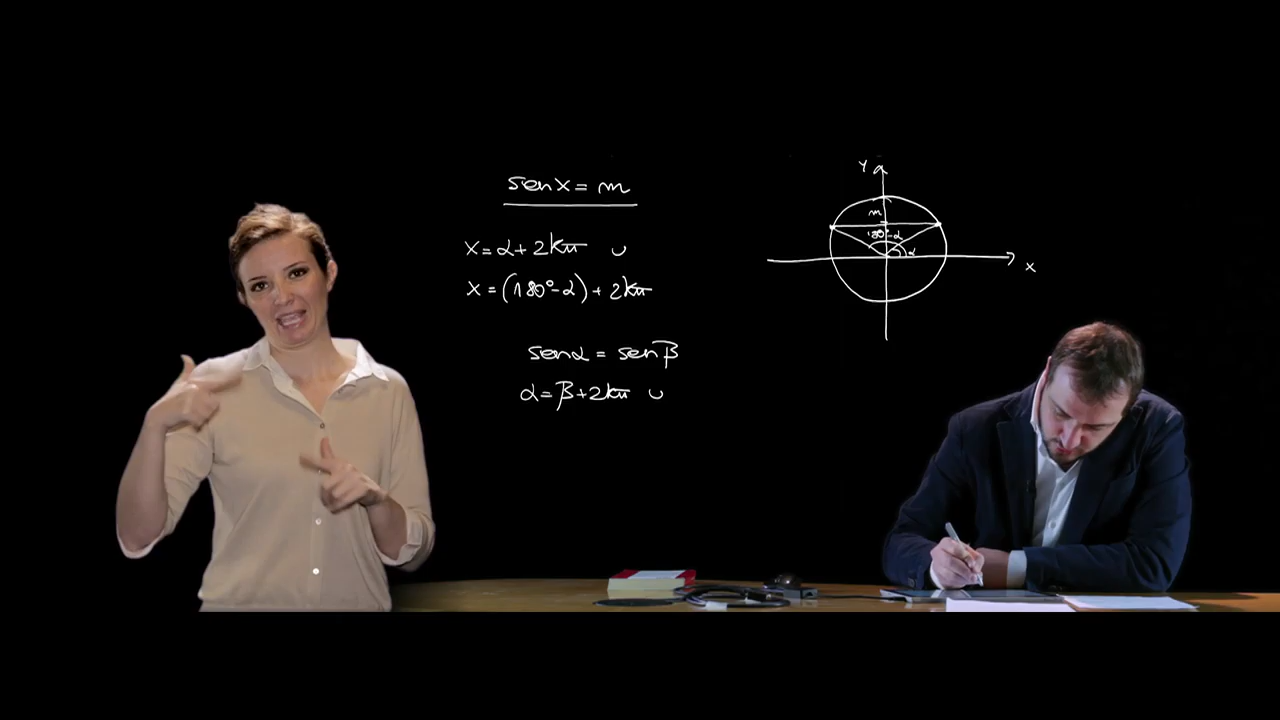 sen x = m
x = α + 2kπ ∪
x = (180° - α) + 2kπ
sen α = sen β
α = β + 2kπ ∪
Y
m
180°-α
α
X